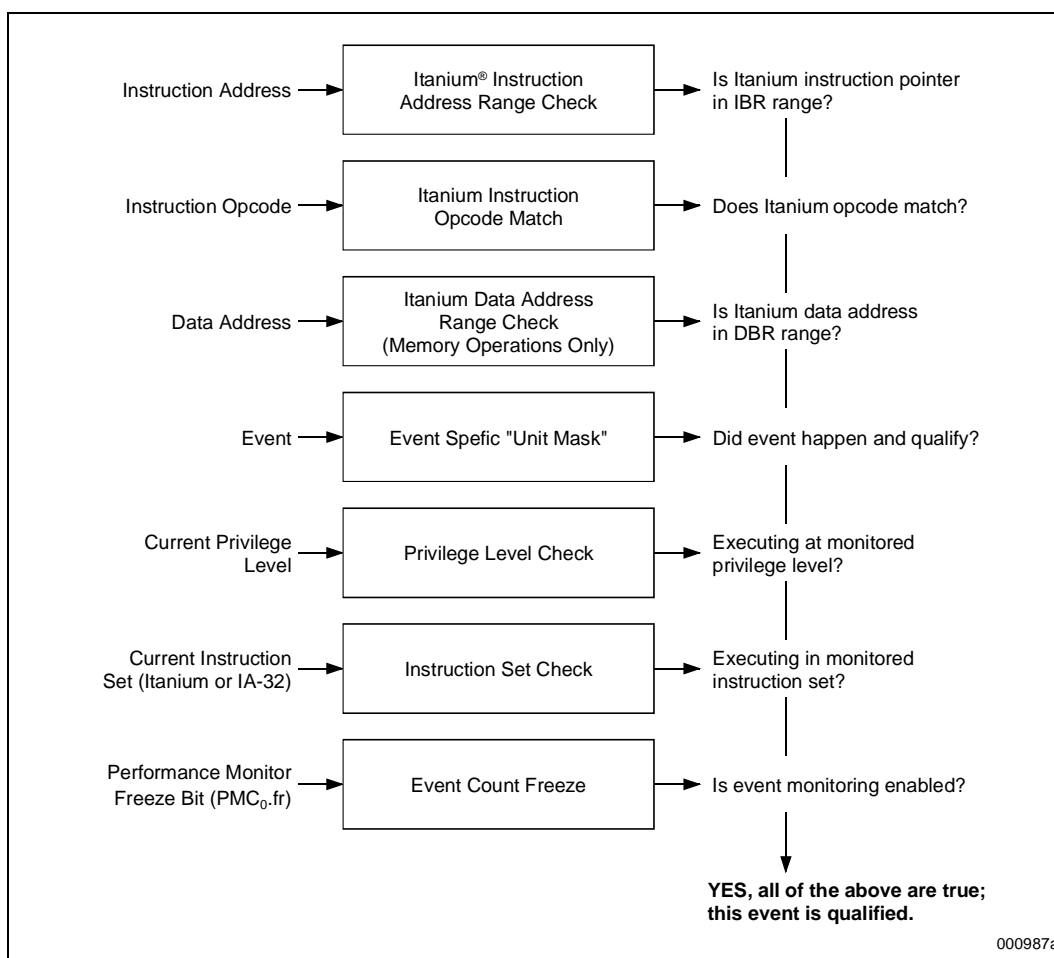 Instruction Address
Itanium® Instruction
Address Range Check
Is Itanium instruction pointer
in IBR range?
Instruction Opcode
Itanium Instruction
Opcode Match
Does Itanium opcode match?
Data Address
Itanium Data Address
Range Check
(Memory Operations Only)
Is Itanium data address
in DBR range?
Event
Event Spefic "Unit Mask"
Did event happen and qualify?
Current Privilege
Level
Privilege Level Check
Executing at monitored
privilege level?
Current Instruction
Set (Itanium or IA-32)
Instruction Set Check
Executing in monitored
instruction set?
Performance Monitor
Freeze Bit (PMC₀.fr)
Event Count Freeze
Is event monitoring enabled?
YES, all of the above are true;
this event is qualified.
000987a